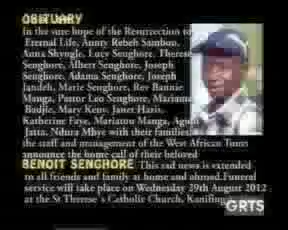 OBITUARY
In the sure hope of the Resurrection to
Eternal Life, Aunty Rebeh Sambou,
Anna Shyngle, Lucy Senghore, Therese
Senghore, Albert Senghore, Joseph
Senghore, Adama Senghore, Joseph
Jandeh, Marie Senghore, Rev Bannie
Manga, Pastor Leo Senghore, Mariama
Badjie, Mary Keny, Janet Haris,
Katherine Faye, Mariatou Manga, Agui
Jatta, Ndura Mbye with their families
the staff and management of the West African Tours
announce the home call of their beloved
BENOIT SENGHORE This sad news is extended
to all friends and family at home and abroad.Funeral
service will take place on Wednesday 29th August 2012
at the St Therese`s Catholic Church, Kanifing
GRTS